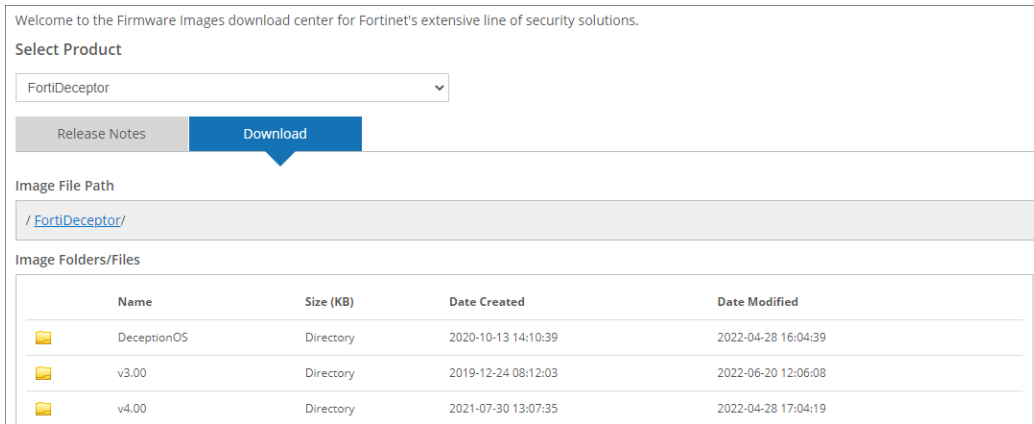 Welcome to the Firmware Images download center for Fortinet's extensive line of security solutions.
Select Product
FortiDeceptor
Release Notes Download
Image File Path
/ FortiDeceptor/
Image Folders/Files
Name Size (KB) Date Created Date Modified
DeceptionOS Directory 2020-10-13 14:10:39 2022-04-28 16:04:39
v3.00 Directory 2019-12-24 08:12:03 2022-06-20 12:06:08
v4.00 Directory 2021-07-30 13:07:35 2022-04-28 17:04:19